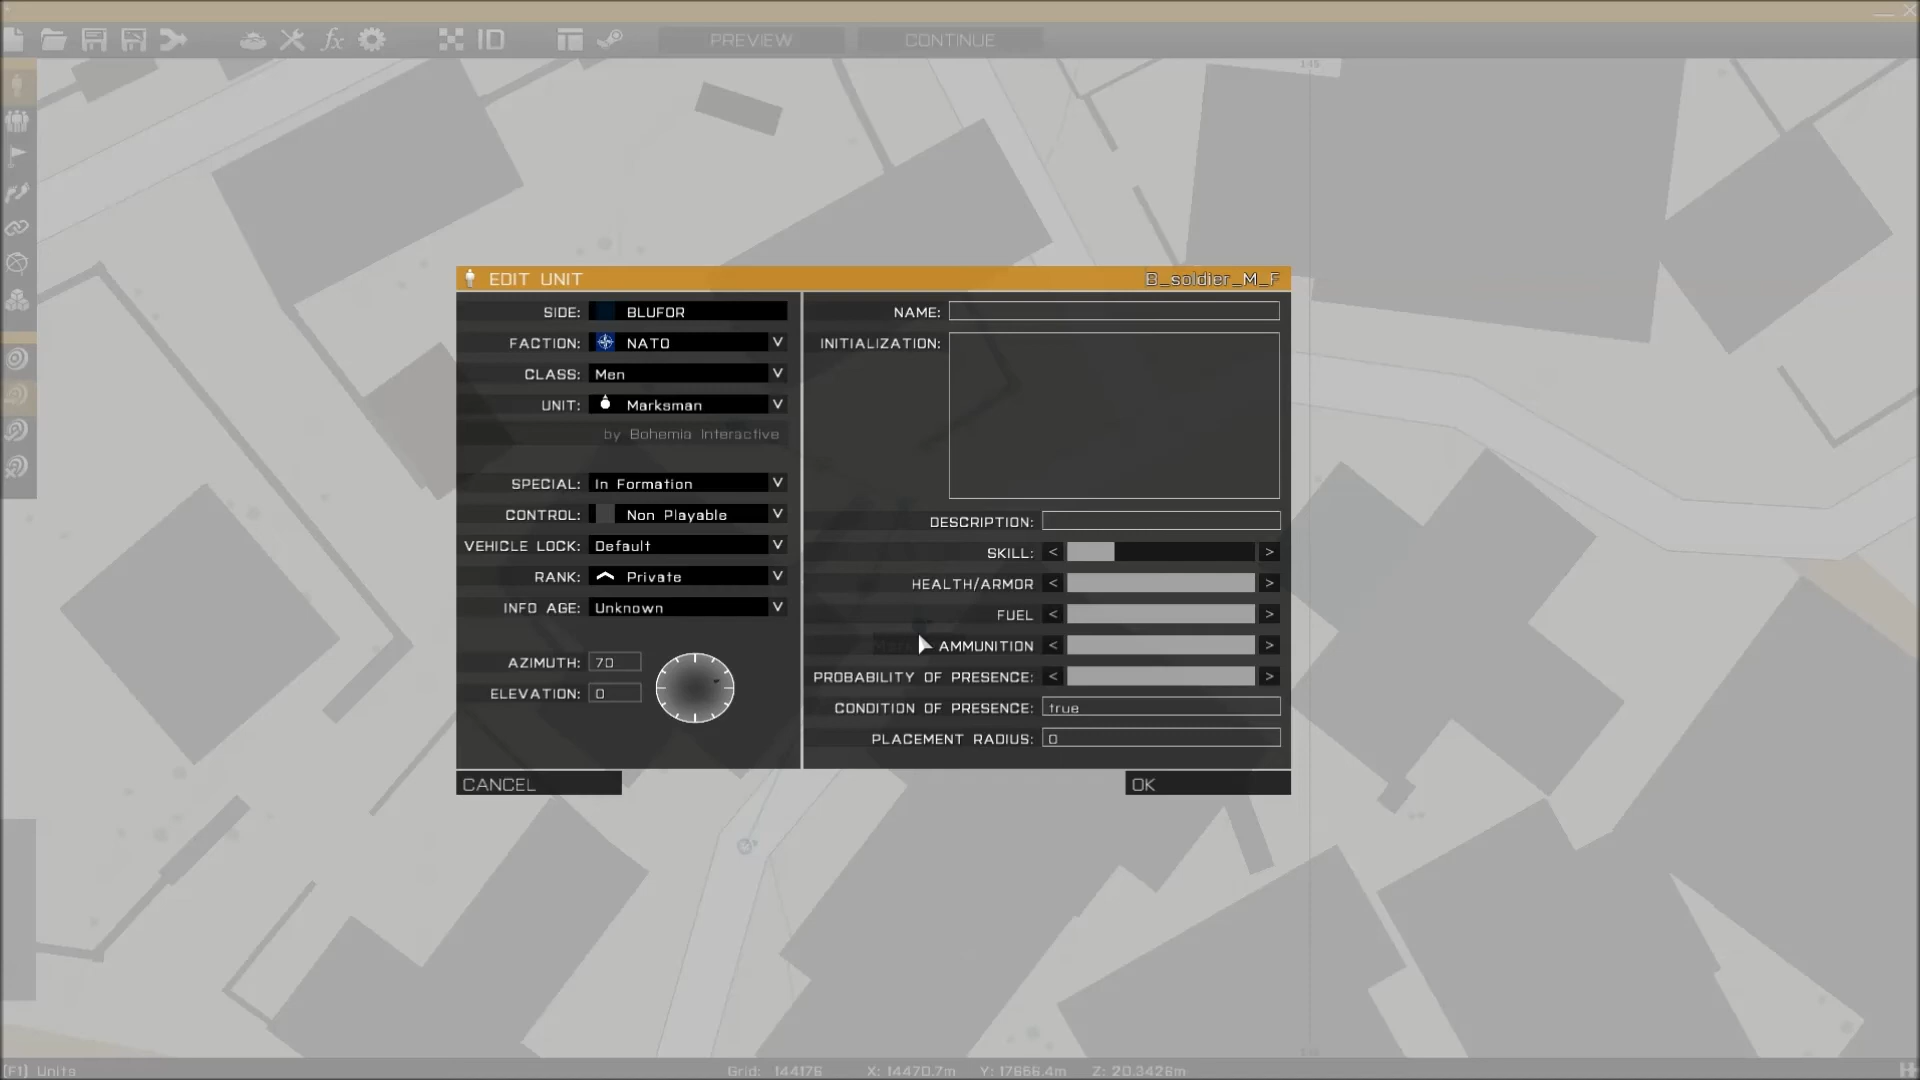 ID PREVIEW CONTINUE
145
EDIT UNIT B_soldier_M_F
SIDE: BLUFOR
FACTION: NATO V
CLASS: Men V
UNIT: Marksman V
by Bohemia Interactive
SPECIAL: In Formation V
CONTROL: Non Playable V
VEHICLE LOCK: Default V
RANK: Private V
INFO AGE: Unknown V
AZIMUTH: 70
ELEVATION: 0
NAME:
INITIALIZATION:
DESCRIPTION:
SKILL: < >
HEALTH/ARMOR < >
FUEL < >
AMMUNITION < >
PROBABILITY OF PRESENCE: < >
CONDITION OF PRESENCE: true
PLACEMENT RADIUS: 0
CANCEL OK
[F1] Units Grid: 144176 X: 14470.7m Y: 17656.4m Z: 20.3426m H